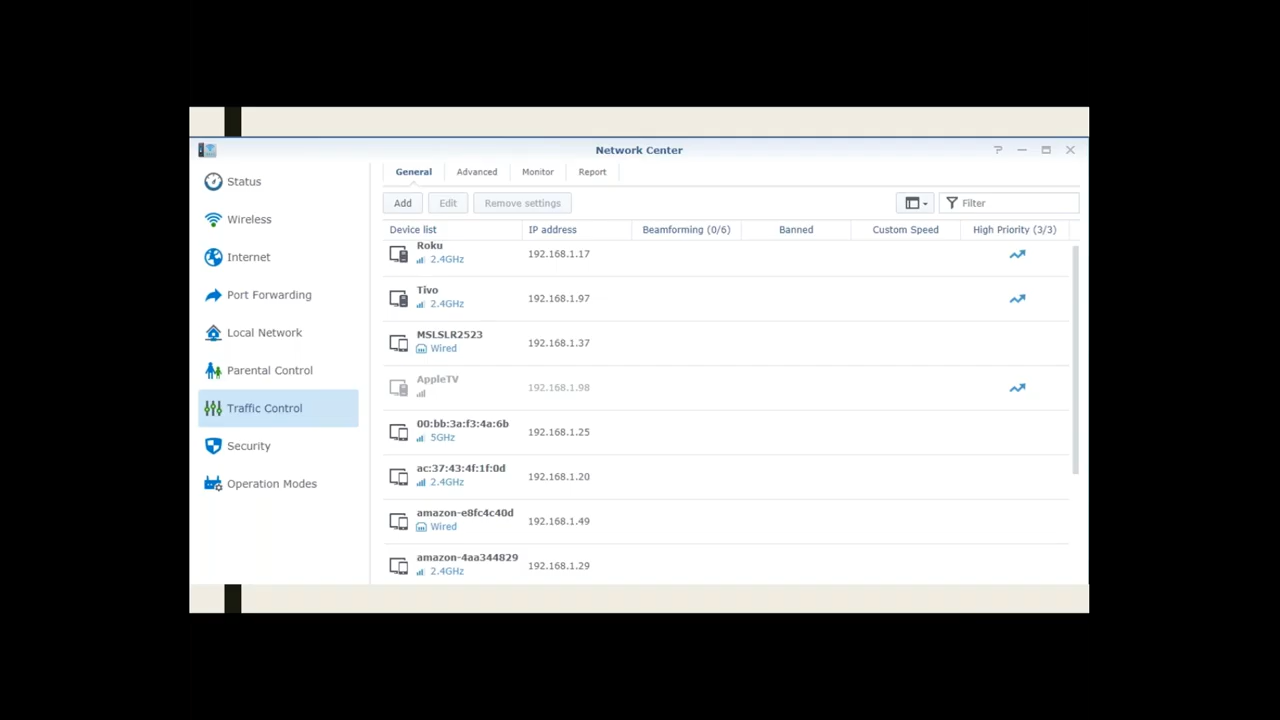 Network Center
Status
Wireless
Internet
Port Forwarding
Local Network
Parental Control
Traffic Control
Security
Operation Modes
General Advanced Monitor Report
Add Edit Remove settings Filter
Device list IP address Beamforming (0/6) Banned Custom Speed High Priority (3/3)
Roku
2.4GHz 192.168.1.17
Tivo
2.4GHz 192.168.1.97
MSLSLR2523
Wired 192.168.1.37
AppleTV
192.168.1.98
00:bb:3a:f3:4a:6b
5GHz 192.168.1.25
ac:37:43:4f:1f:0d
2.4GHz 192.168.1.20
amazon-e8fc4c40d
Wired 192.168.1.49
amazon-4aa344829
2.4GHz 192.168.1.29